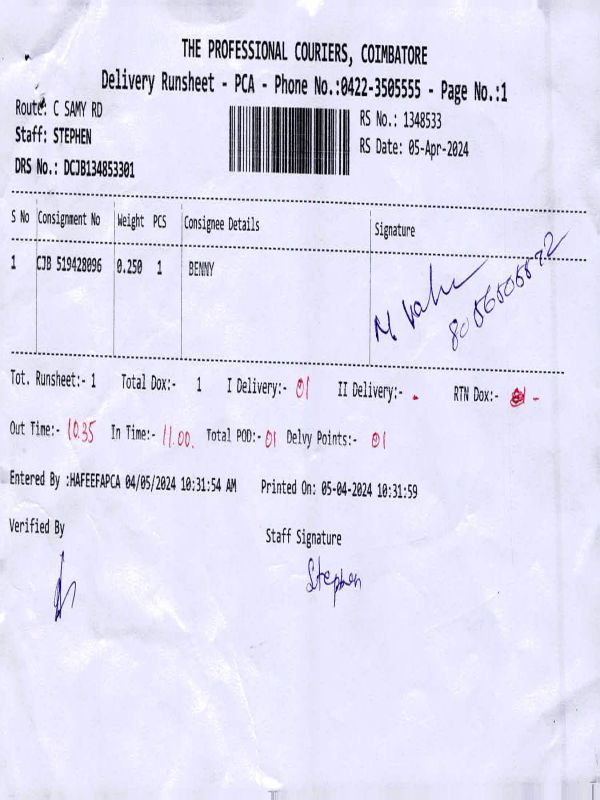 THE PROFESSIONAL COURIERS, COIMBATORE
Delivery Runsheet - PCA - Phone No.:0422-3505555 - Page No.:1
Route: C SAMY RD
RS No.: 1348533
Staff: STEPHEN
RS Date: 05-Apr-2024
DRS No.: DCJB134853301
S No Consignment No Weight PCS Consignee Details Signature
1 CJB 519428096 0.250 1 BENNY
Tot. Runsheet:- 1 Total Dox:- 1 I Delivery:- 01 II Delivery:- - RTN Dox:- -
Out Time:- 10.35 In Time:- 11.00. Total POD:- 01 Delvy Points:- 01
Entered By :HAFEEFAPCA 04/05/2024 10:31:54 AM Printed On: 05-04-2024 10:31:59
Verified By Staff Signature
Stephen